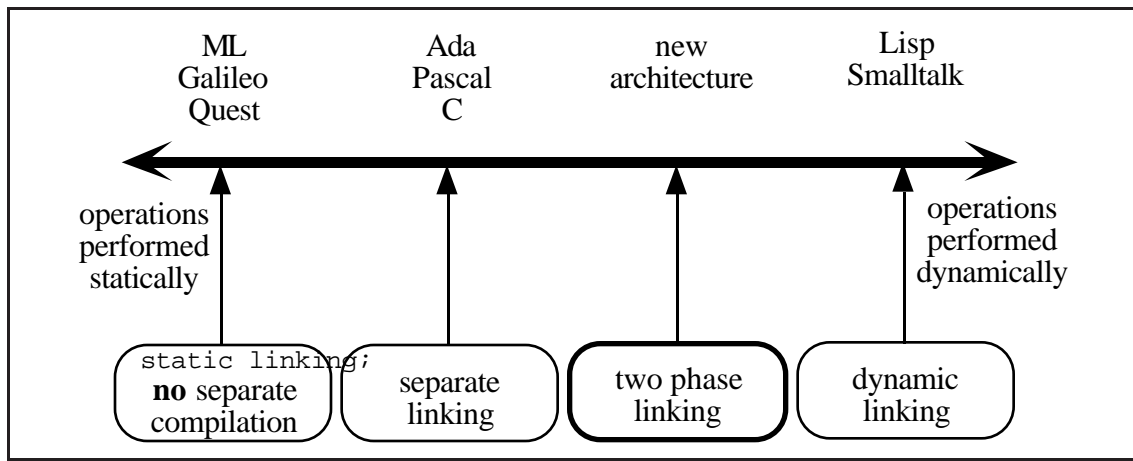 ML
Galileo
Quest
Ada
Pascal
C
new
architecture
Lisp
Smalltalk
operations
performed
statically
operations
performed
dynamically
static linking;
no separate
compilation
separate
linking
two phase
linking
dynamic
linking